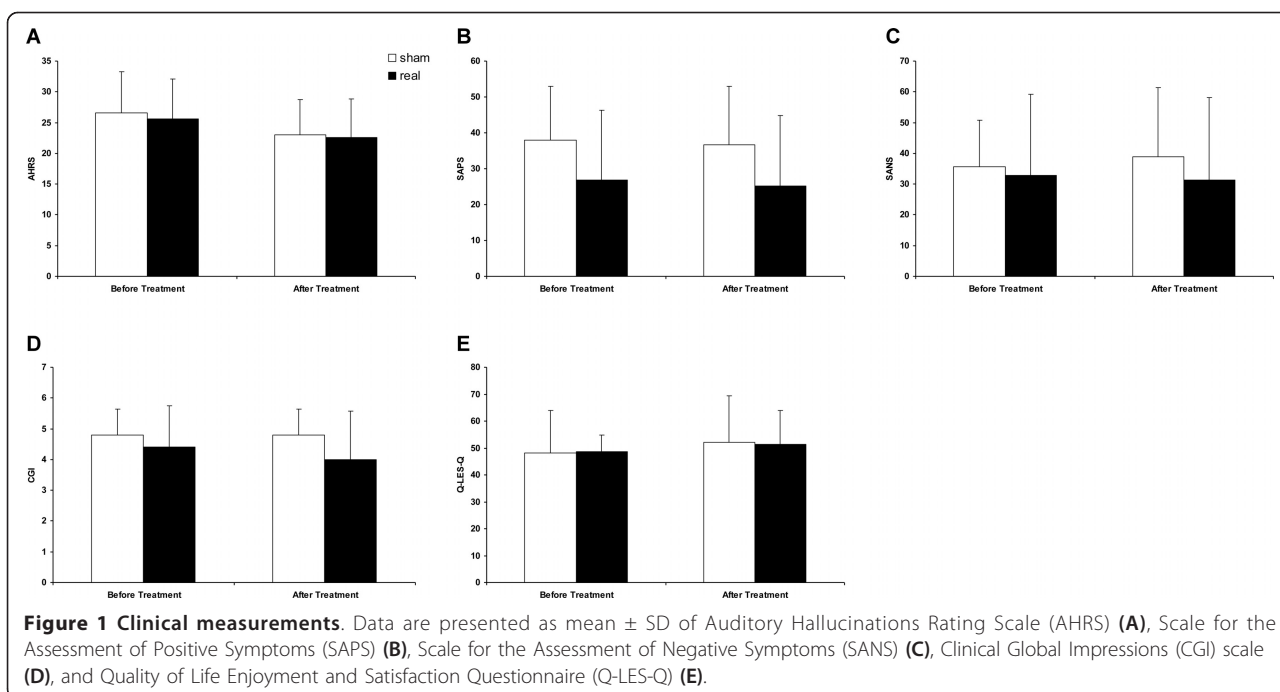 A
sham
real
35
30
25
20
15
10
5
0
AHRS
Before Treatment
After Treatment
B
60
50
40
30
20
10
0
SAPS
Before Treatment
After Treatment
C
70
60
50
40
30
20
10
0
SANS
Before Treatment
After Treatment
D
7
6
5
4
3
2
1
0
CGI
Before Treatment
After Treatment
E
80
70
60
50
40
30
20
10
0
Q-LES-Q
Before Treatment
After Treatment
Figure 1 Clinical measurements. Data are presented as mean ± SD of Auditory Hallucinations Rating Scale (AHRS) (A), Scale for the
Assessment of Positive Symptoms (SAPS) (B), Scale for the Assessment of Negative Symptoms (SANS) (C), Clinical Global Impressions (CGI) scale
(D), and Quality of Life Enjoyment and Satisfaction Questionnaire (Q-LES-Q) (E).